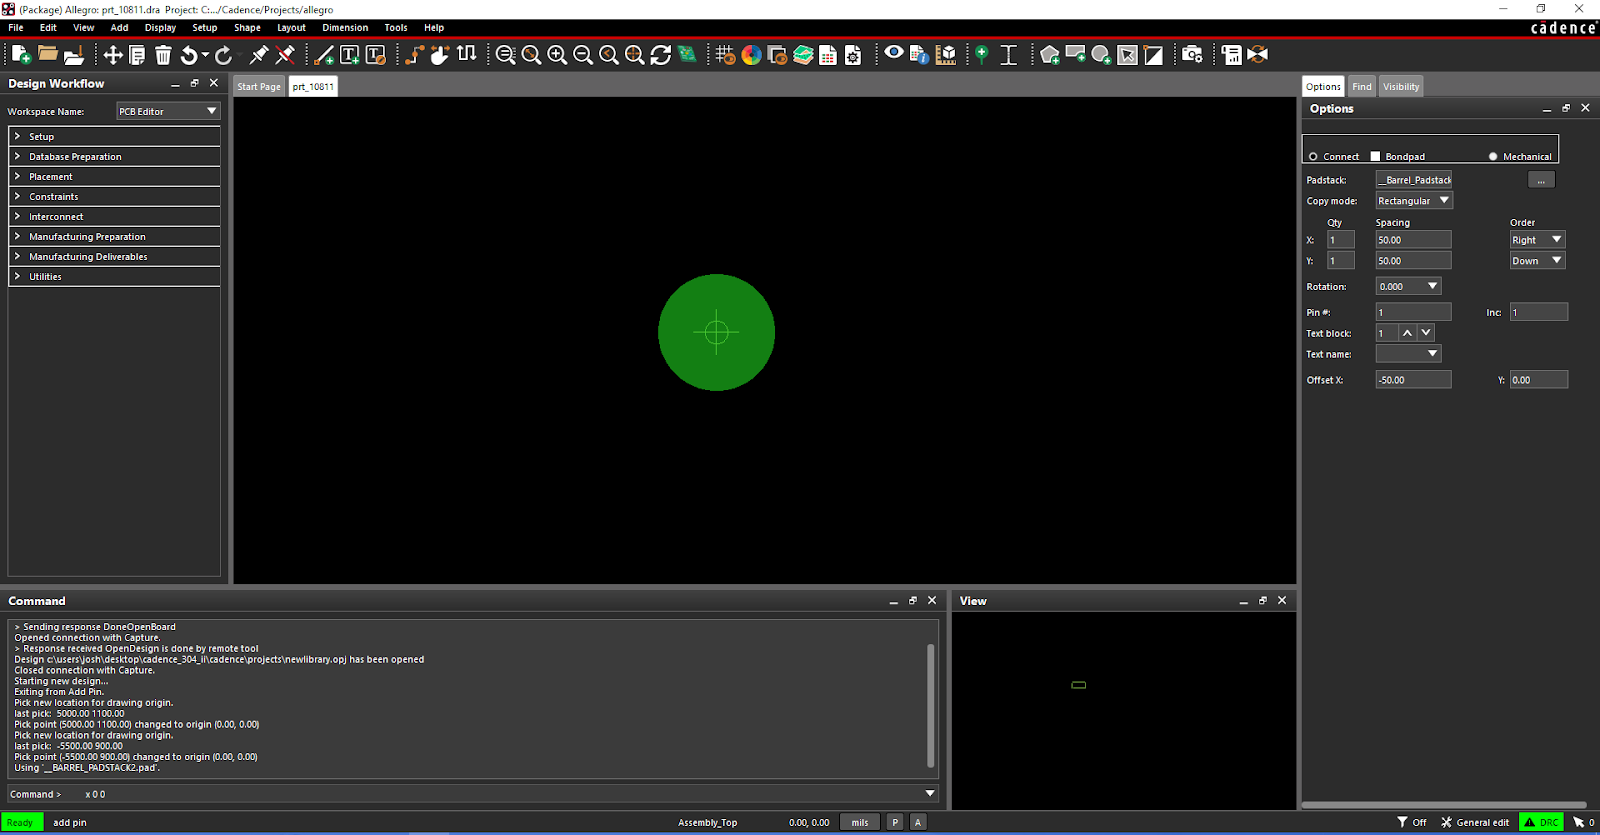 (Package) Allegro: prt_10811.dra  Project: C:.../Cadence/Projects/allegro
File Edit View Add Display Setup Shape Layout Dimension Tools Help
cādence
Design Workflow
Start Page prt_10811
Options Find Visibility
Workspace Name: PCB Editor
Setup
Database Preparation
Placement
Constraints
Interconnect
Manufacturing Preparation
Manufacturing Deliverables
Utilities
Options
Connect Bondpad Mechanical
Padstack: __Barrel_Padstack ...
Copy mode: Rectangular
Qty Spacing Order
X: 1 50.00 Right
Y: 1 50.00 Down
Rotation: 0.000
Pin #: 1 Inc: 1
Text block: 1
Text name:
Offset X: -50.00 Y: 0.00
Command
> Sending response DoneOpenBoard
Opened connection with Capture.
> Response received OpenDesign is done by remote tool
Design c:\users\josh\desktop\cadence_304_ii\cadence\projects\newlibrary.opj has been opened
Closed connection with Capture.
Starting new design...
Exiting from Add Pin.
Pick new location for drawing origin.
last pick:  5000.00 1100.00
Pick point (5000.00 1100.00) changed to origin (0.00, 0.00)
Pick new location for drawing origin.
last pick:  -5500.00 900.00
Pick point (-5500.00 900.00) changed to origin (0.00, 0.00)
Using '__BARREL_PADSTACK2.pad'.
Command > x 0 0
View
Ready add pin Assembly_Top 0.00, 0.00 mils P A Off General edit DRC 0